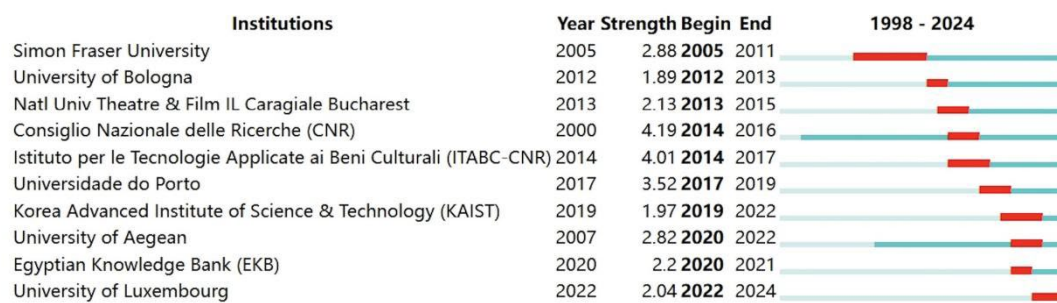 Institutions Year Strength Begin End 1998 - 2024
Simon Fraser University 2005 2.88 2005 2011
University of Bologna 2012 1.89 2012 2013
Natl Univ Theatre & Film IL Caragiale Bucharest 2013 2.13 2013 2015
Consiglio Nazionale delle Ricerche (CNR) 2000 4.19 2014 2016
Istituto per le Tecnologie Applicate ai Beni Culturali (ITABC-CNR) 2014 4.01 2014 2017
Universidade do Porto 2017 3.52 2017 2019
Korea Advanced Institute of Science & Technology (KAIST) 2019 1.97 2019 2022
University of Aegean 2007 2.82 2020 2022
Egyptian Knowledge Bank (EKB) 2020 2.2 2020 2021
University of Luxembourg 2022 2.04 2022 2024